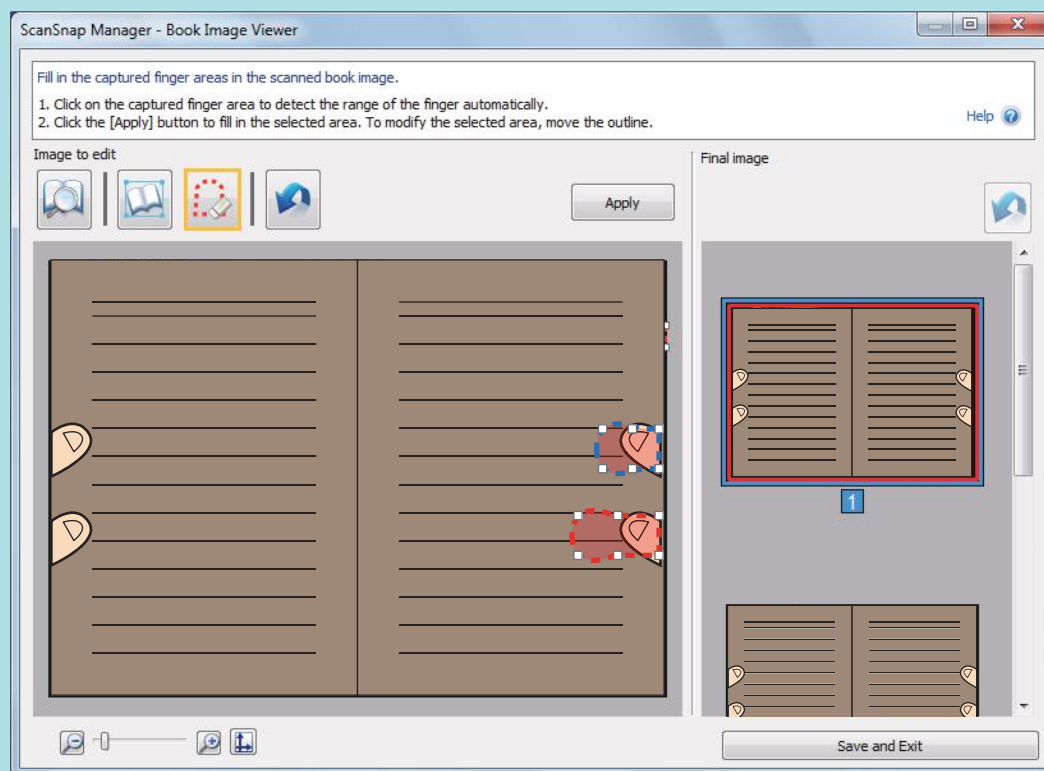 ScanSnap Manager - Book Image Viewer
Fill in the captured finger areas in the scanned book image.
1. Click on the captured finger area to detect the range of the finger automatically.
2. Click the [Apply] button to fill in the selected area. To modify the selected area, move the outline.
Help
Image to edit
Final image
Apply
1
Save and Exit